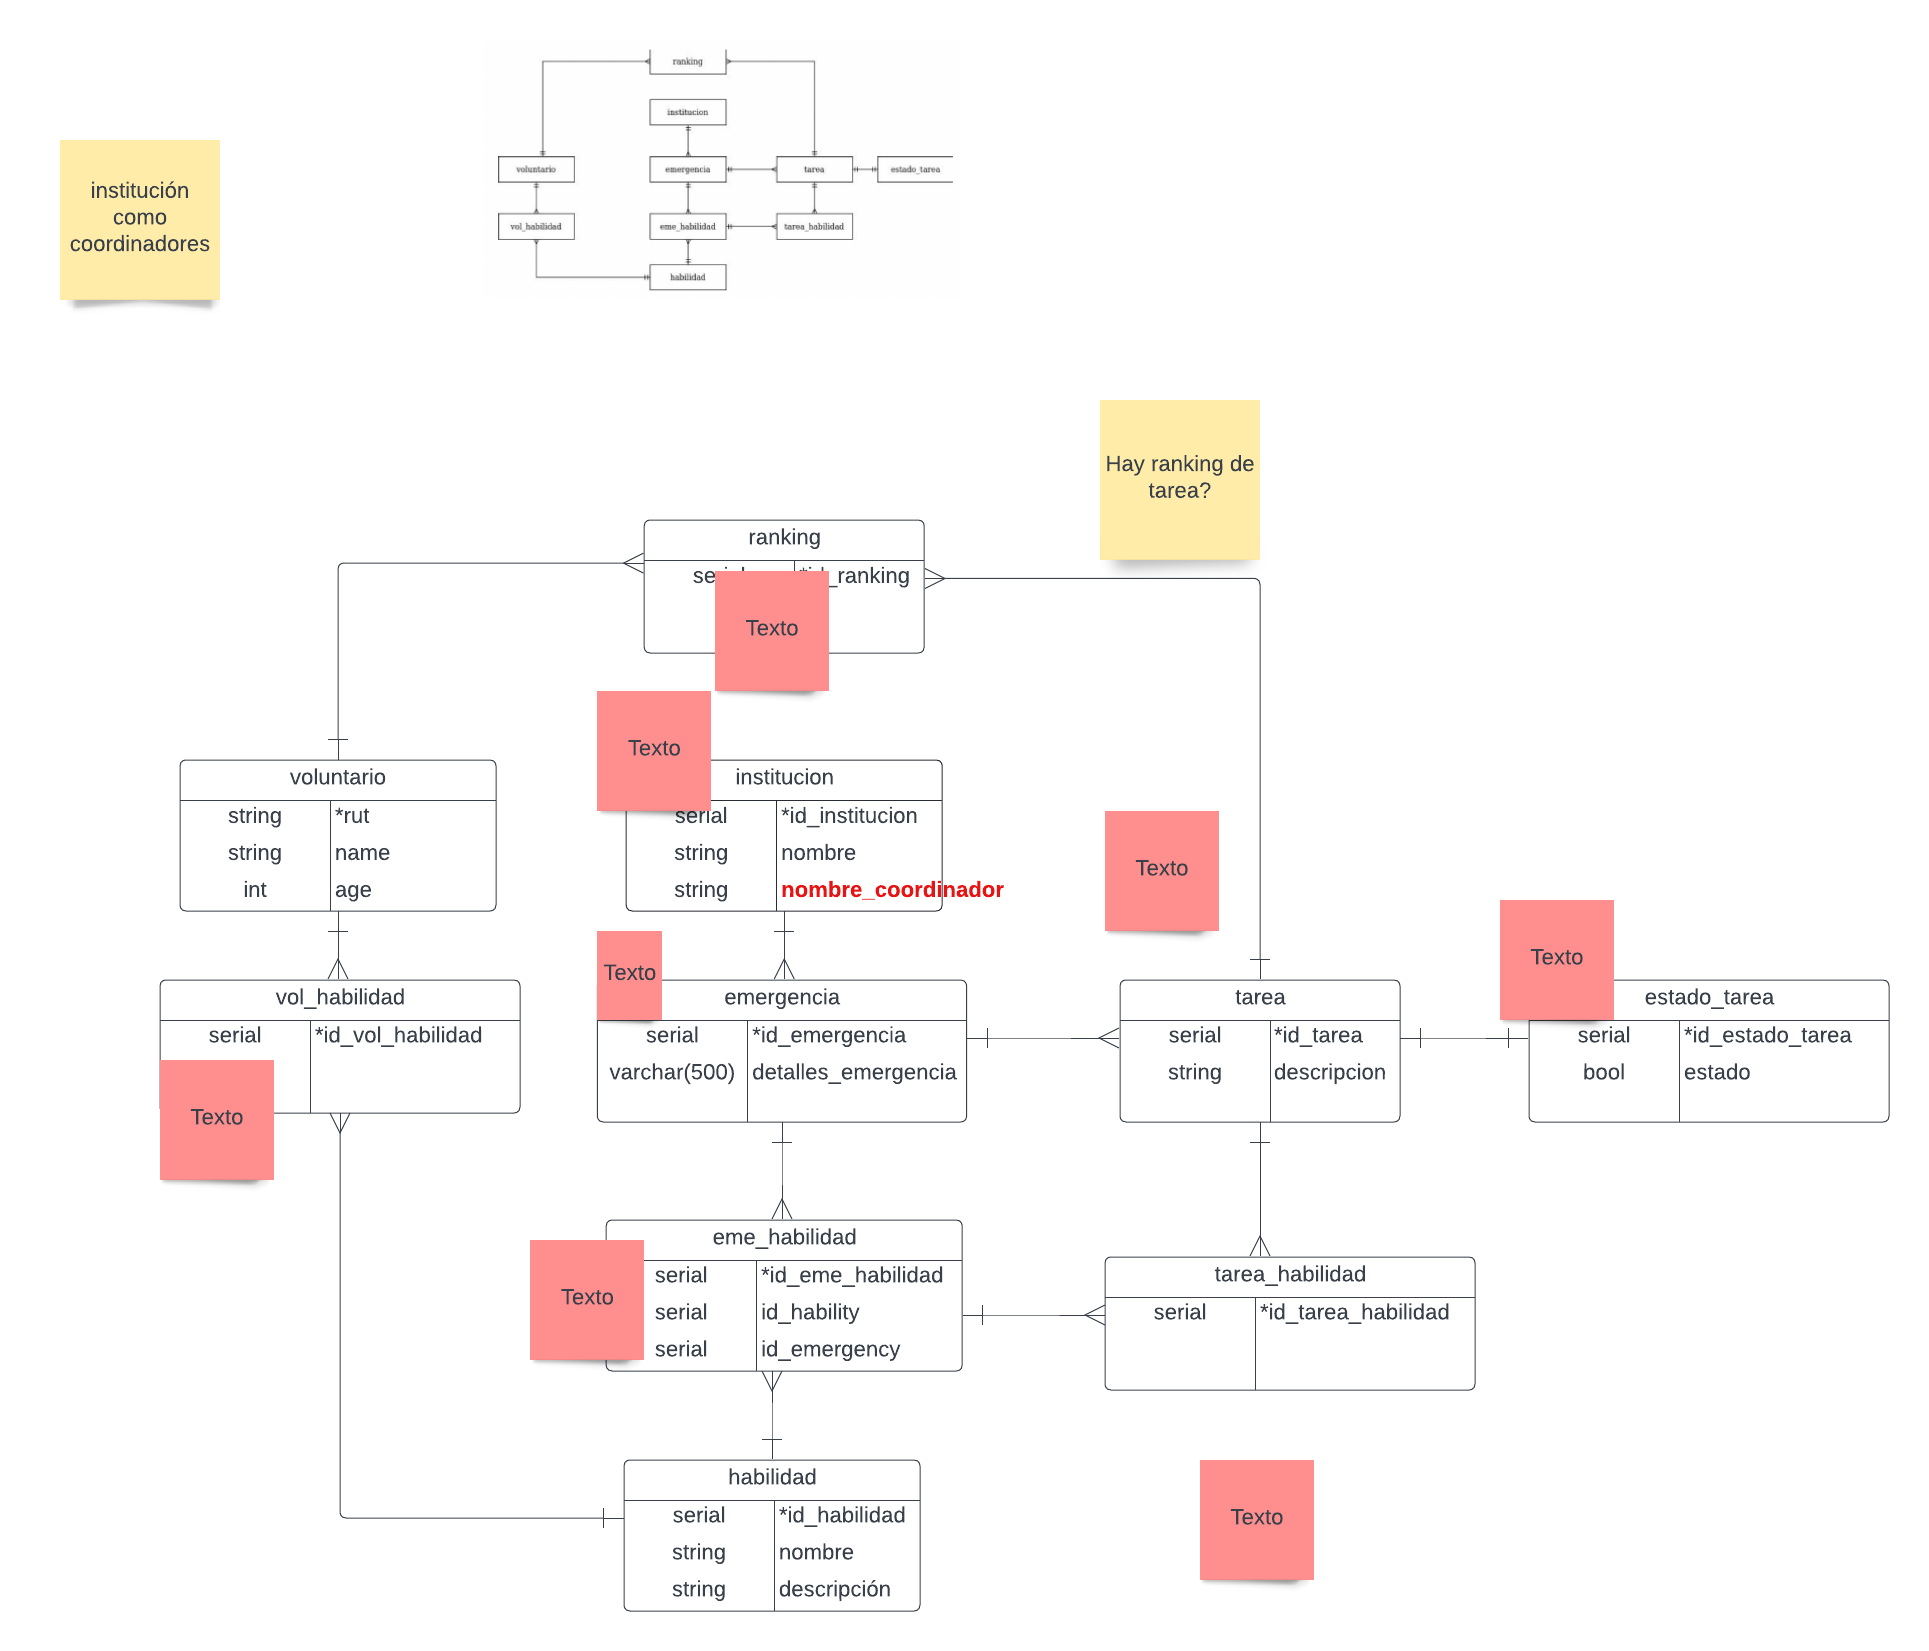 ranking
institucion
voluntario
emergencia
tarea
estado_tarea
vol_habilidad
eme_habilidad
tarea_habilidad
habilidad
institución
como
coordinadores
Hay ranking de
tarea?
ranking
_ranking
Texto
Texto
voluntario
string *rut
string name
int age
institucion
serial *id_institucion
string nombre
string nombre_coordinador
Texto
Texto
Texto
vol_habilidad
serial *id_vol_habilidad
Texto
emergencia
serial *id_emergencia
varchar(500) detalles_emergencia
tarea
serial *id_tarea
string descripcion
estado_tarea
serial *id_estado_tarea
bool estado
eme_habilidad
serial *id_eme_habilidad
serial id_hability
serial id_emergency
Texto
tarea_habilidad
serial *id_tarea_habilidad
habilidad
serial *id_habilidad
string nombre
string descripción
Texto